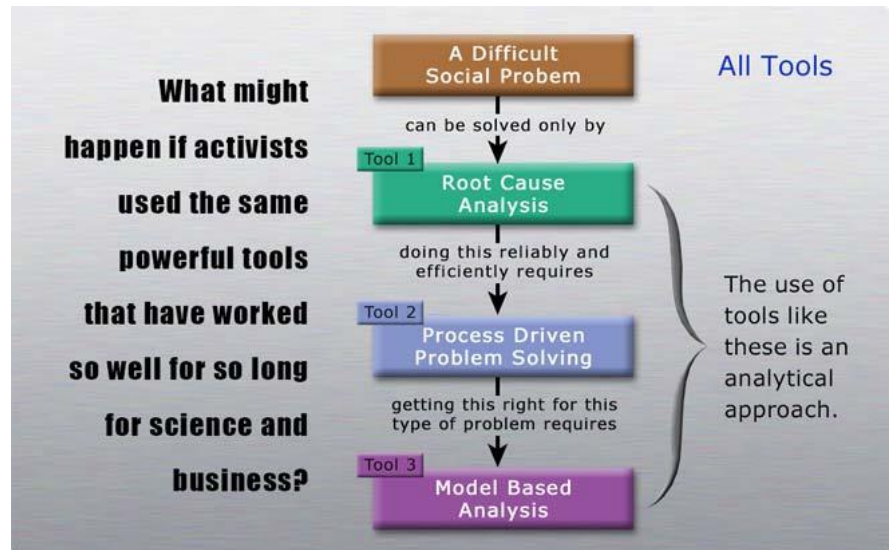 What might
happen if activists
used the same
powerful tools
that have worked
so well for so long
for science and
business?
A Difficult
Social Probem
can be solved only by
Tool 1
Root Cause
Analysis
doing this reliably and
efficiently requires
Tool 2
Process Driven
Problem Solving
getting this right for this
type of problem requires
Tool 3
Model Based
Analysis
All Tools
The use of
tools like
these is an
analytical
approach.